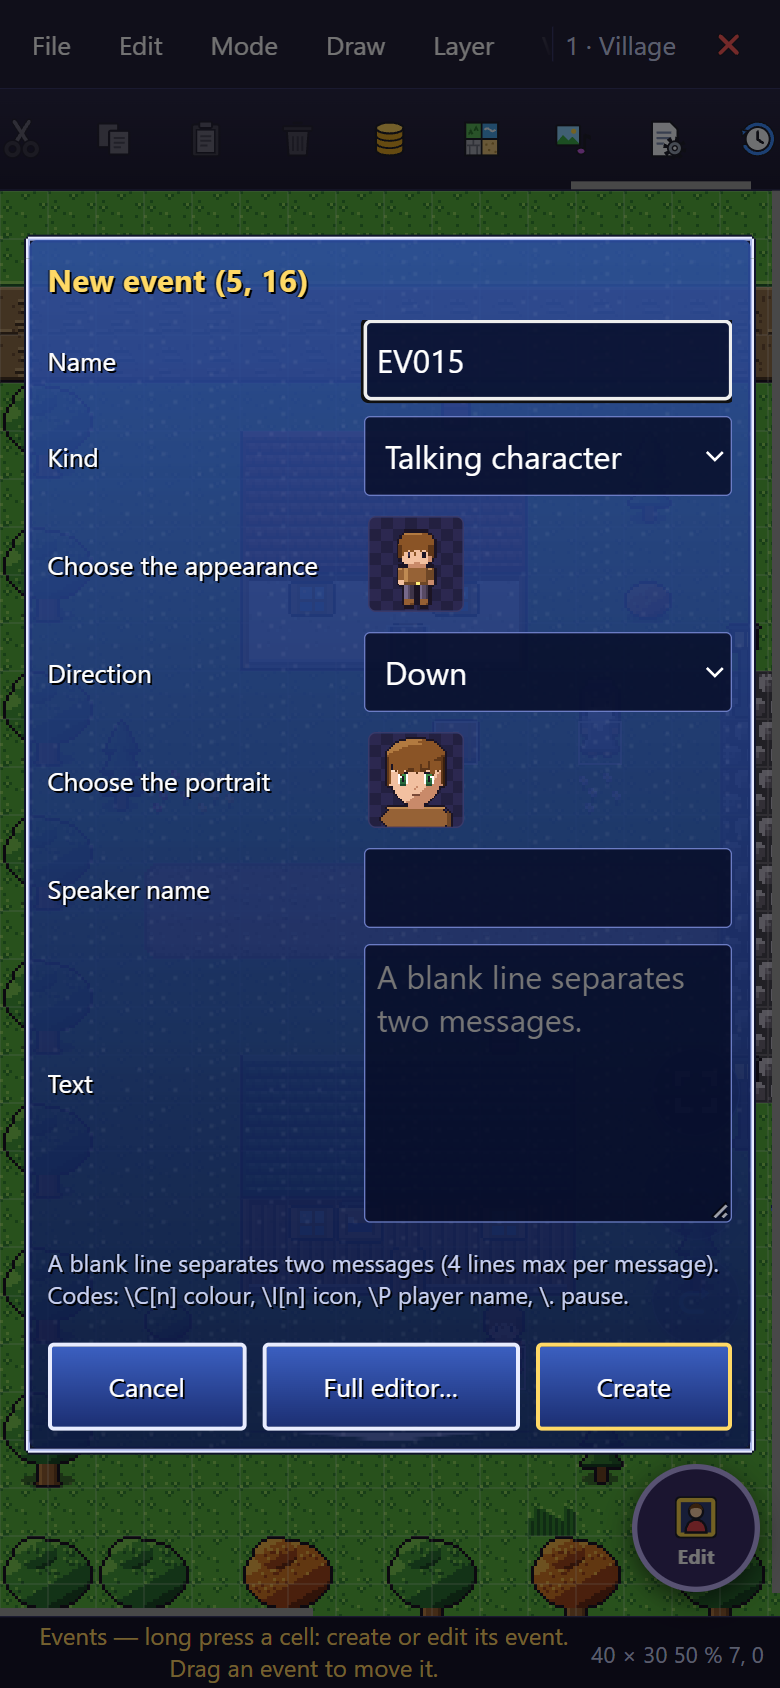 File Edit Mode Draw Layer 1 · Village
New event (5, 16)
Name
EV015
Kind
Talking character
Choose the appearance
Direction
Down
Choose the portrait
Speaker name
Text
A blank line separates
two messages.
A blank line separates two messages (4 lines max per message).
Codes: \C[n] colour, \I[n] icon, \P player name, \. pause.
Cancel
Full editor...
Create
Edit
Events — long press a cell: create or edit its event.
Drag an event to move it.
40 × 30 50 % 7, 0